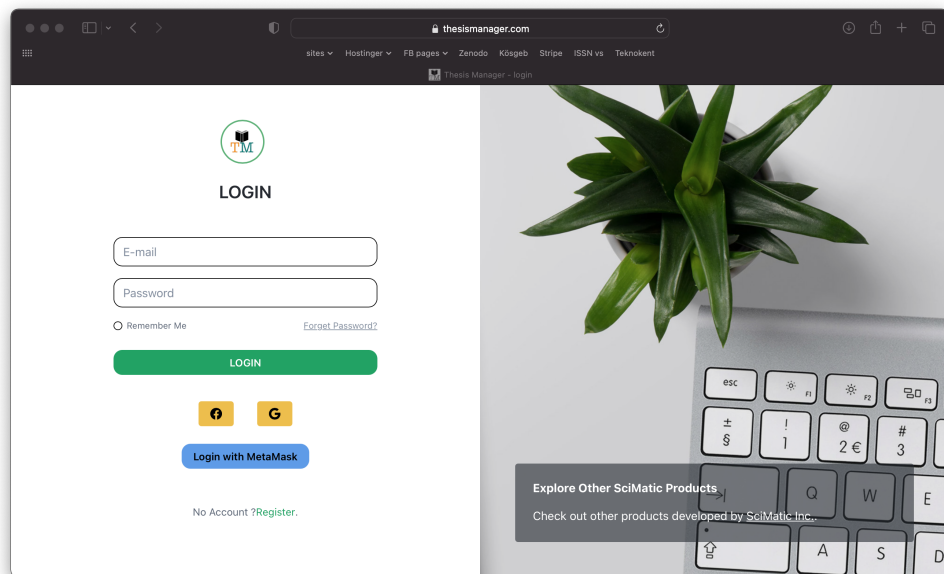 thesismanager.com
sites Hostinger FB pages Zenodo Kösgeb Stripe ISSN vs Teknokent
Thesis Manager - login
TM
LOGIN
E-mail
Password
Remember Me Forget Password?
LOGIN
G
Login with MetaMask
No Account ?Register.
esc F1 F2 F3
± § ! 1 @ 2 € # 3
Explore Other SciMatic Products
Q W E
Check out other products developed by SciMatic Inc..
A S D